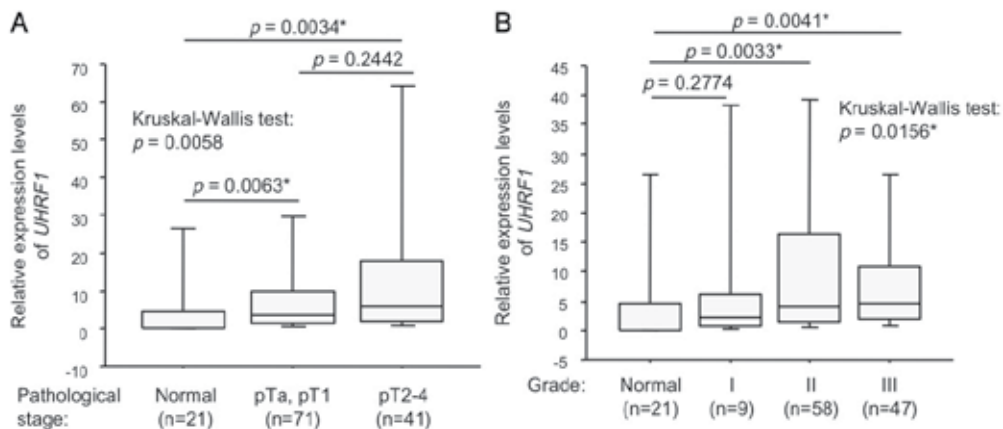 A
p = 0.0034*
p = 0.2442
Kruskal-Wallis test:
p = 0.0058
p = 0.0063*
Relative expression levels
of UHRF1
70
60
50
40
30
20
10
0
-10
Pathological
stage:
Normal
(n=21)
pTa, pT1
(n=71)
pT2-4
(n=41)
B
p = 0.0041*
p = 0.0033*
p = 0.2774
Kruskal-Wallis test:
p = 0.0156*
Relative expression levels
of UHRF1
45
40
35
30
25
20
15
10
5
0
-5
Grade:
Normal
(n=21)
I
(n=9)
II
(n=58)
III
(n=47)